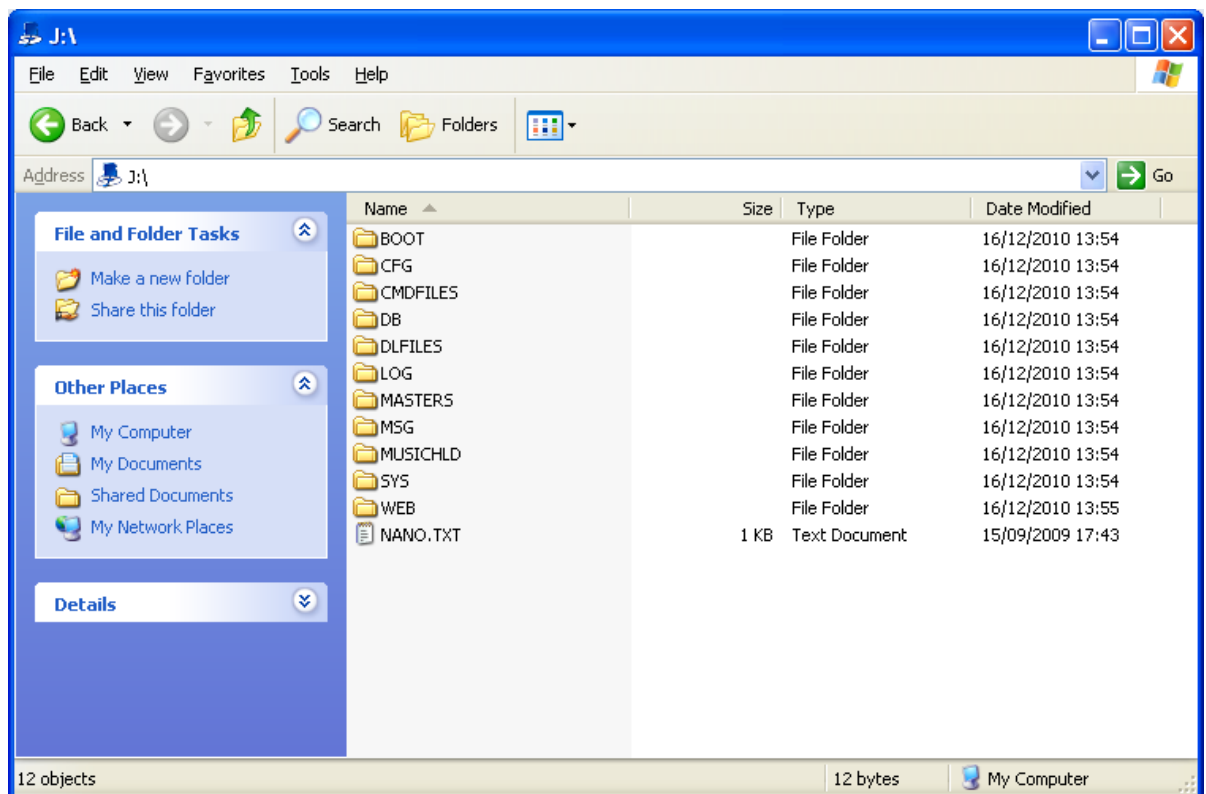 J:\
File Edit View Favorites Tools Help
Back Search Folders
Address J:\ Go
File and Folder Tasks
Make a new folder
Share this folder
Other Places
My Computer
My Documents
Shared Documents
My Network Places
Details
Name Size Type Date Modified
BOOT File Folder 16/12/2010 13:54
CFG File Folder 16/12/2010 13:54
CMDFILES File Folder 16/12/2010 13:54
DB File Folder 16/12/2010 13:54
DLFILES File Folder 16/12/2010 13:54
LOG File Folder 16/12/2010 13:54
MASTERS File Folder 16/12/2010 13:54
MSG File Folder 16/12/2010 13:54
MUSICHLD File Folder 16/12/2010 13:54
SYS File Folder 16/12/2010 13:54
WEB File Folder 16/12/2010 13:55
NANO.TXT 1 KB Text Document 15/09/2009 17:43
12 objects 12 bytes My Computer